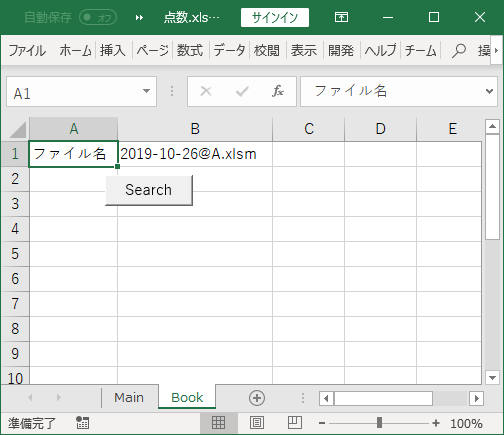 自動保存 オフ 点数.xls… サインイン
ファイル ホーム 挿入 ページ 数式 データ 校閲 表示 開発 ヘルプ チーム 操
A1 fx ファイル名
A B C D E
1 ファイル名 2019-10-26@A.xlsm
2 Search
3
4
5
6
7
8
9
10
Main Book
準備完了 100%